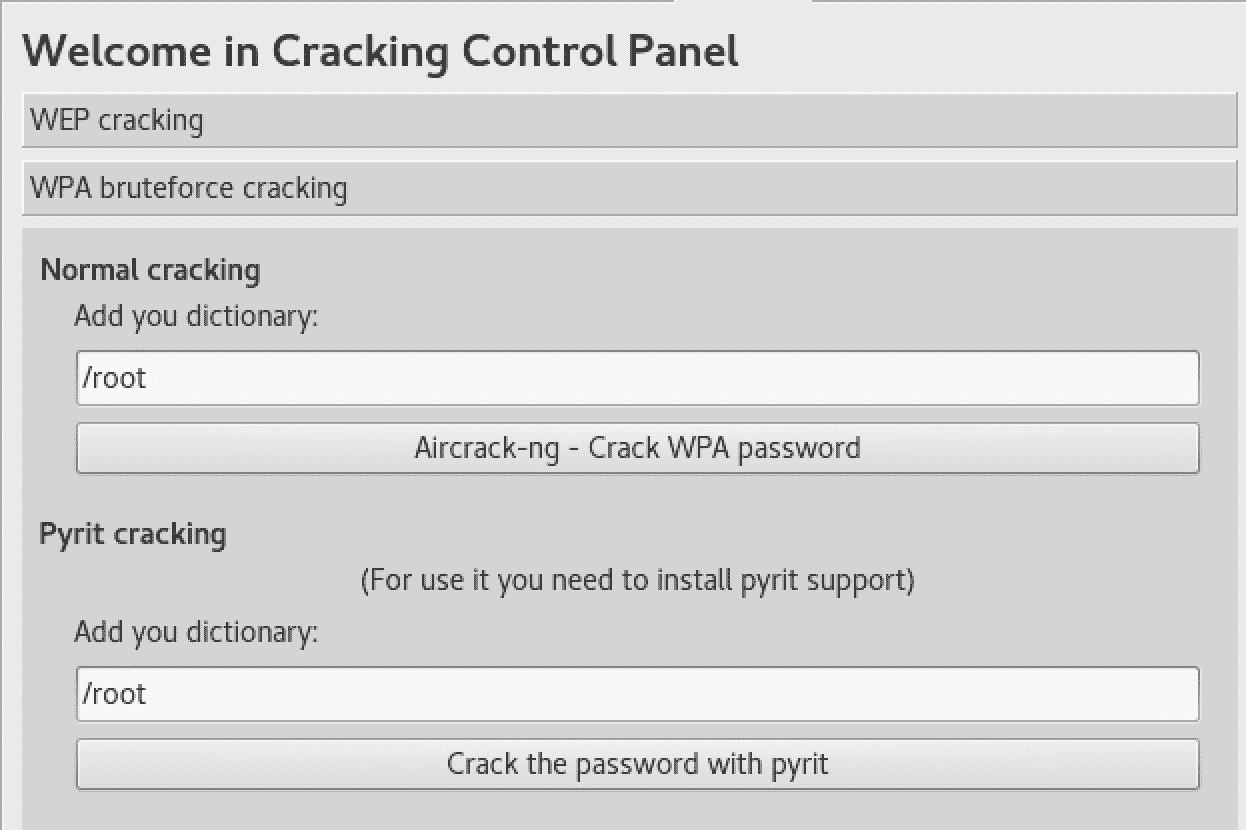 Welcome in Cracking Control Panel
WEP cracking
WPA bruteforce cracking
Normal cracking
Add you dictionary:
/root
Aircrack-ng - Crack WPA password
Pyrit cracking
(For use it you need to install pyrit support)
Add you dictionary:
/root
Crack the password with pyrit